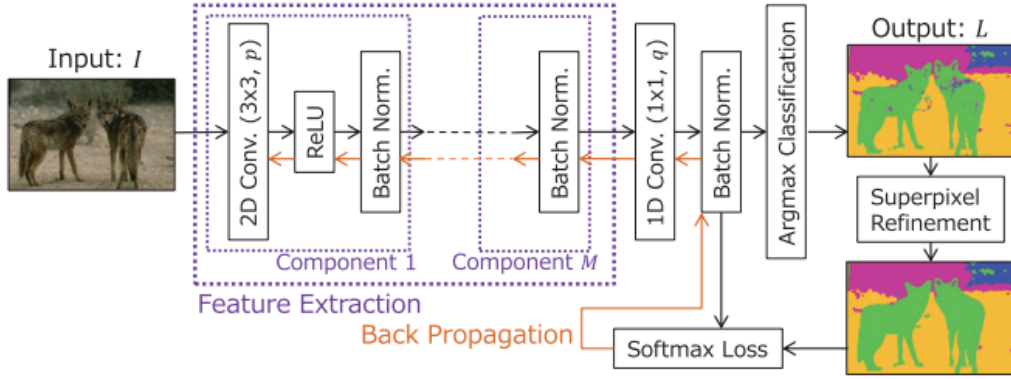 Input: I
2D Conv. (3x3, p)
ReLU
Batch Norm.
Component 1
Batch Norm.
Component M
Feature Extraction
1D Conv. (1x1, q)
Batch Norm.
Argmax Classification
Output: L
Superpixel
Refinement
Softmax Loss
Back Propagation